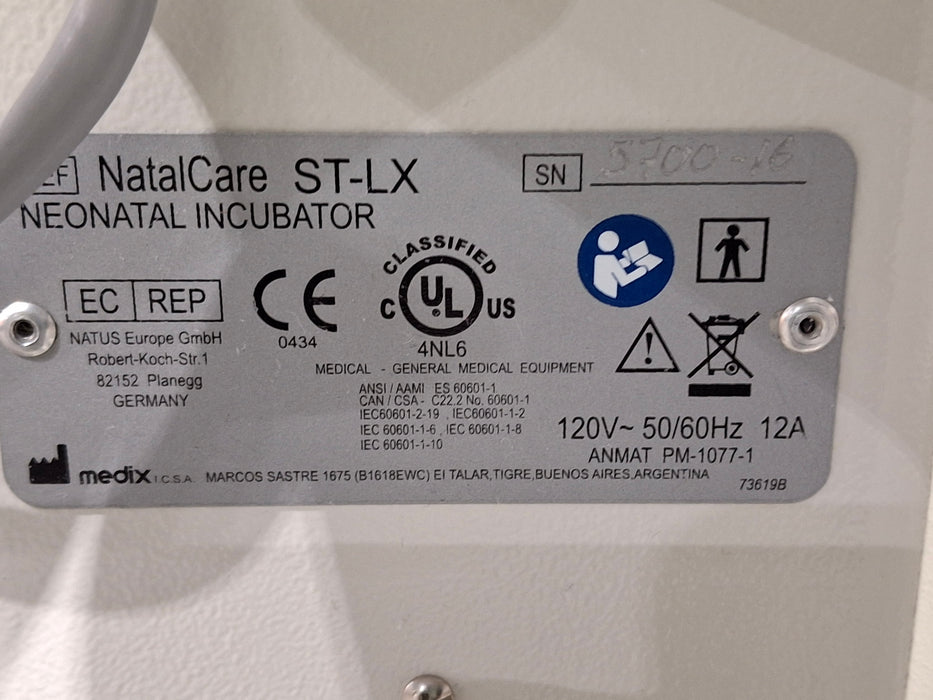 REF NatalCare ST-LX SN 5700-16
NEONATAL INCUBATOR
CLASSIFIED
C UL US
EC REP
CE
0434
4NL6
NATUS Europe GmbH
Robert-Koch-Str.1
82152 Planegg
GERMANY
MEDICAL - GENERAL MEDICAL EQUIPMENT
ANSI / AAMI ES 60601-1
CAN / CSA - C22.2 No. 60601-1
IEC60601-2-19 , IEC60601-1-2
IEC 60601-1-6 , IEC 60601-1-8
IEC 60601-1-10
120V~ 50/60Hz 12A
ANMAT PM-1077-1
medix I.C.S.A. MARCOS SASTRE 1675 (B1618EWC) El TALAR,TIGRE,BUENOS AIRES,ARGENTINA
73619B